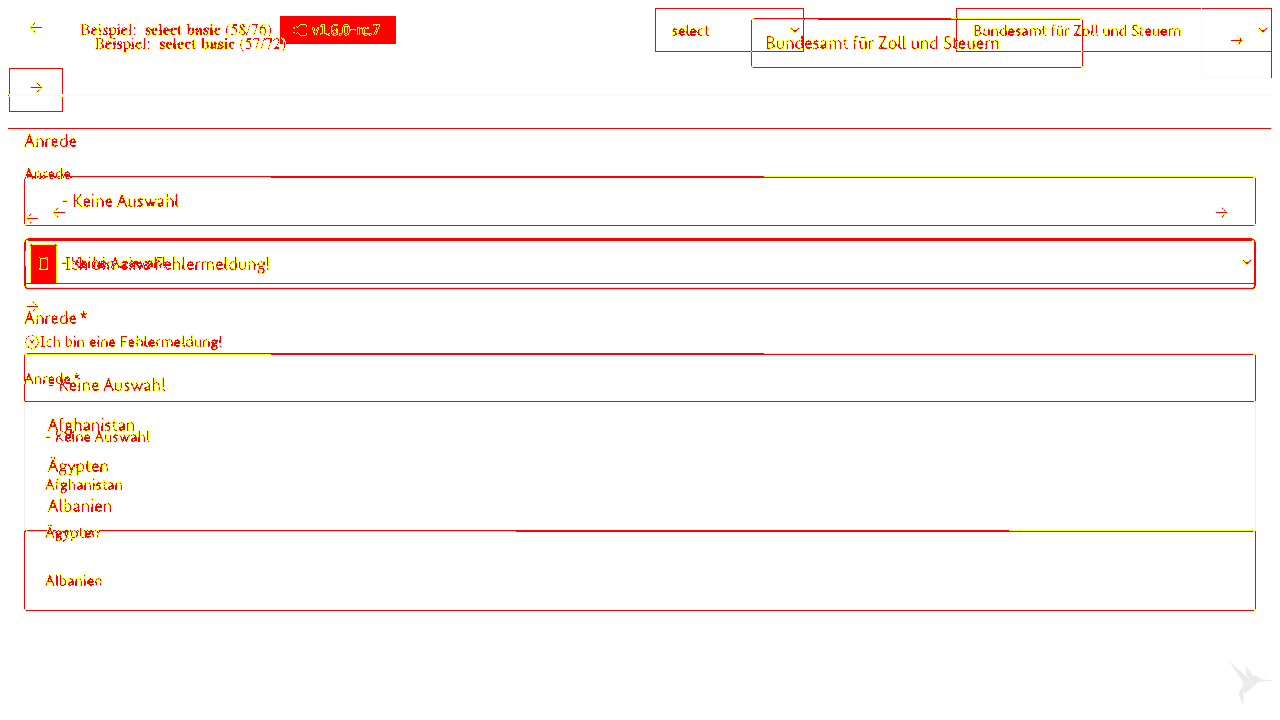 Beispiel: select basic (58/76) v1.6.0-rc.7 select Bundesamt für Zoll und Steuern
Beispiel: select basic (57/72) Bundesamt für Zoll und Steuern
Anrede
Anrede
- Keine Auswahl
- Keine Auswahl
Ich bin eine Fehlermeldung!
Anrede *
Ich bin eine Fehlermeldung!
Anrede *
- Keine Auswahl
Afghanistan
- Keine Auswahl
Ägypten
Afghanistan
Albanien
Ägypten
Albanien